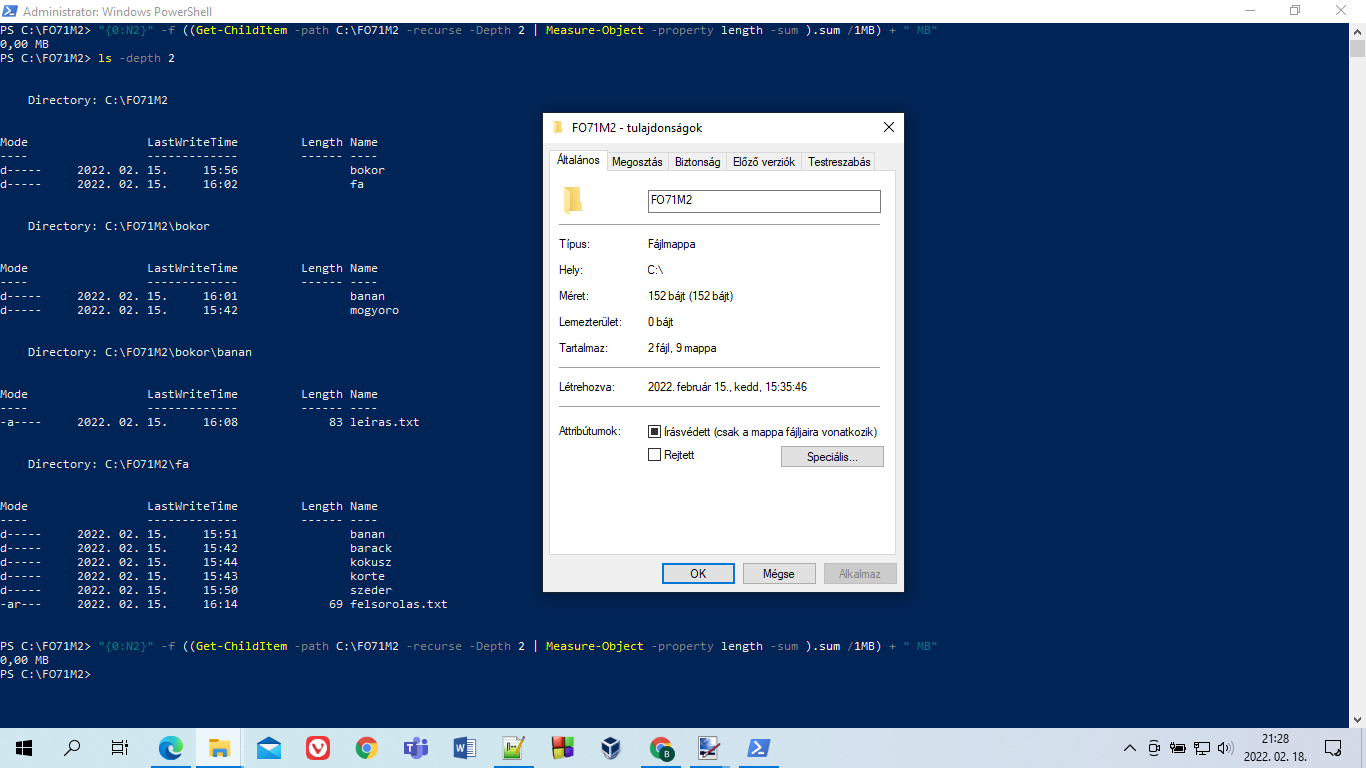 Administrator: Windows PowerShell
PS C:\FO71M2> "{0:N2}" -f ((Get-ChildItem -path C:\FO71M2 -recurse -Depth 2 | Measure-Object -property length -sum ).sum /1MB) + " MB"
0,00 MB
PS C:\FO71M2> ls -depth 2
Directory: C:\FO71M2
Mode LastWriteTime Length Name
---- ------------- ------ ----
d----- 2022. 02. 15. 15:56 bokor
d----- 2022. 02. 15. 16:02 fa
Directory: C:\FO71M2\bokor
Mode LastWriteTime Length Name
---- ------------- ------ ----
d----- 2022. 02. 15. 16:01 banan
d----- 2022. 02. 15. 15:42 mogyoro
Directory: C:\FO71M2\bokor\banan
Mode LastWriteTime Length Name
---- ------------- ------ ----
-a---- 2022. 02. 15. 16:08 83 leiras.txt
Directory: C:\FO71M2\fa
Mode LastWriteTime Length Name
---- ------------- ------ ----
d----- 2022. 02. 15. 15:51 banan
d----- 2022. 02. 15. 15:42 barack
d----- 2022. 02. 15. 15:44 kokusz
d----- 2022. 02. 15. 15:43 korte
d----- 2022. 02. 15. 15:50 szeder
-ar--- 2022. 02. 15. 16:14 69 felsorolas.txt
PS C:\FO71M2> "{0:N2}" -f ((Get-ChildItem -path C:\FO71M2 -recurse -Depth 2 | Measure-Object -property length -sum ).sum /1MB) + " MB"
0,00 MB
PS C:\FO71M2>
FO71M2 - tulajdonságok
Általános Megosztás Biztonság Előző verziók Testreszabás
FO71M2
Típus: Fájlmappa
Hely: C:\
Méret: 152 bájt (152 bájt)
Lemezterület: 0 bájt
Tartalmaz: 2 fájl, 9 mappa
Létrehozva: 2022. február 15., kedd, 15:35:46
Attribútumok: Írásvédett (csak a mappa fájljaira vonatkozik)
Rejtett Speciális...
OK Mégse Alkalmaz
21:28
2022. 02. 18.